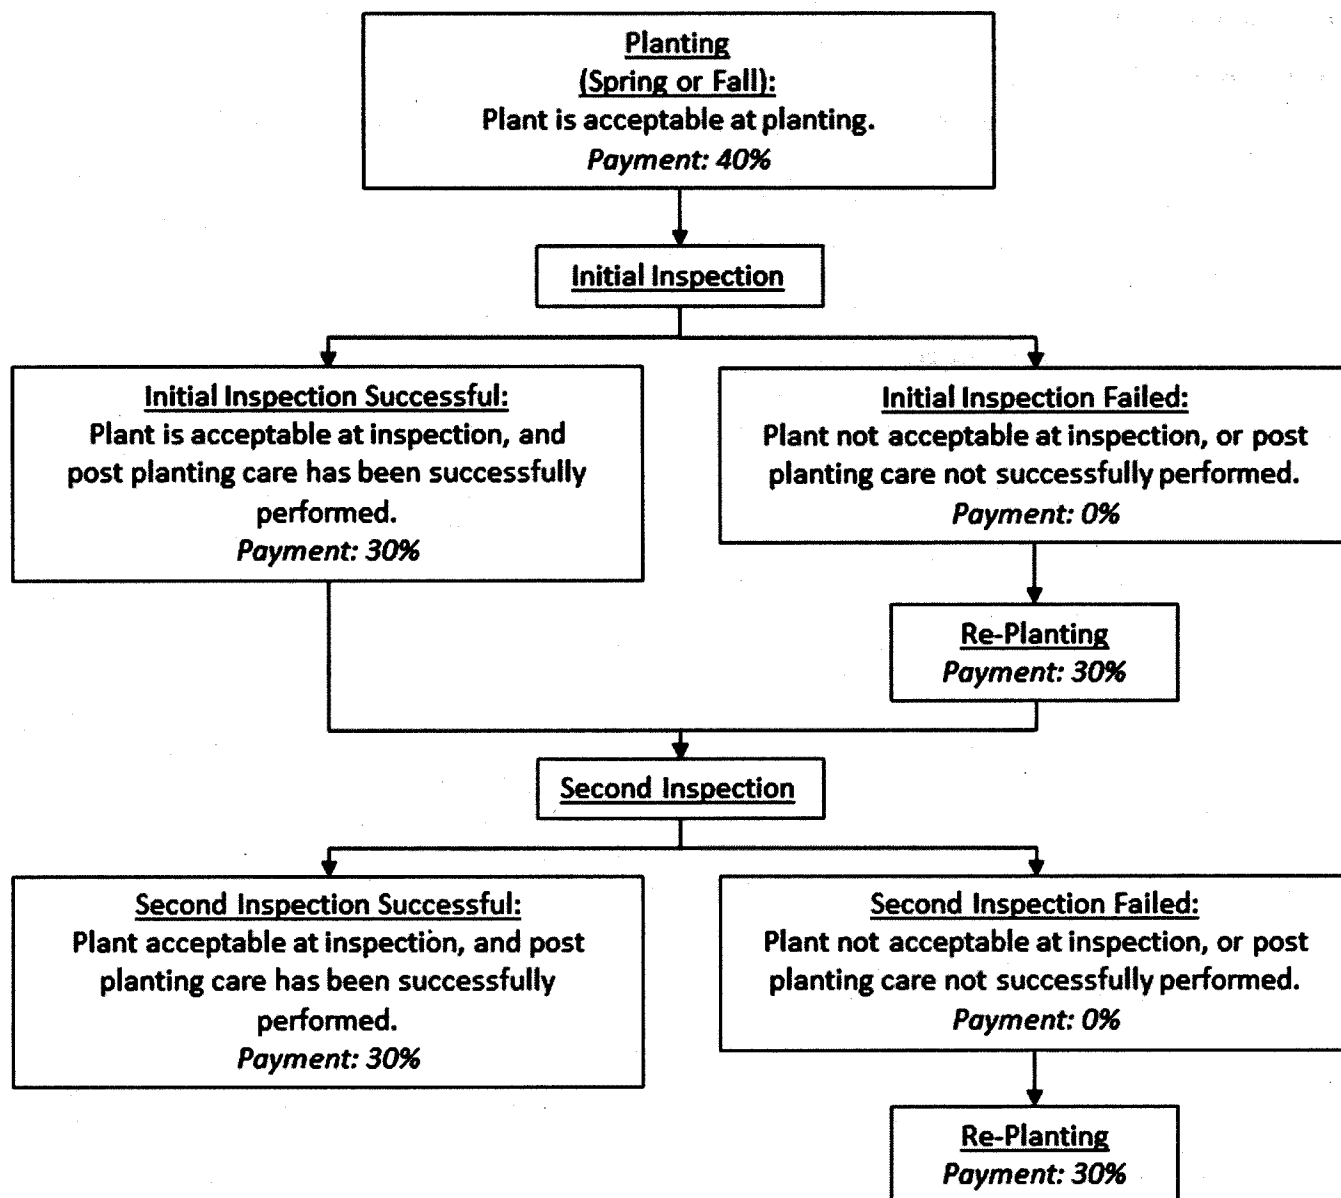 Planting
(Spring or Fall):
Plant is acceptable at planting.
Payment: 40%
Initial Inspection
Initial Inspection Successful:
Plant is acceptable at inspection, and
post planting care has been successfully
performed.
Payment: 30%
Initial Inspection Failed:
Plant not acceptable at inspection, or post
planting care not successfully performed.
Payment: 0%
Re-Planting
Payment: 30%
Second Inspection
Second Inspection Successful:
Plant acceptable at inspection, and post
planting care has been successfully
performed.
Payment: 30%
Second Inspection Failed:
Plant not acceptable at inspection, or post
planting care not successfully performed.
Payment: 0%
Re-Planting
Payment: 30%